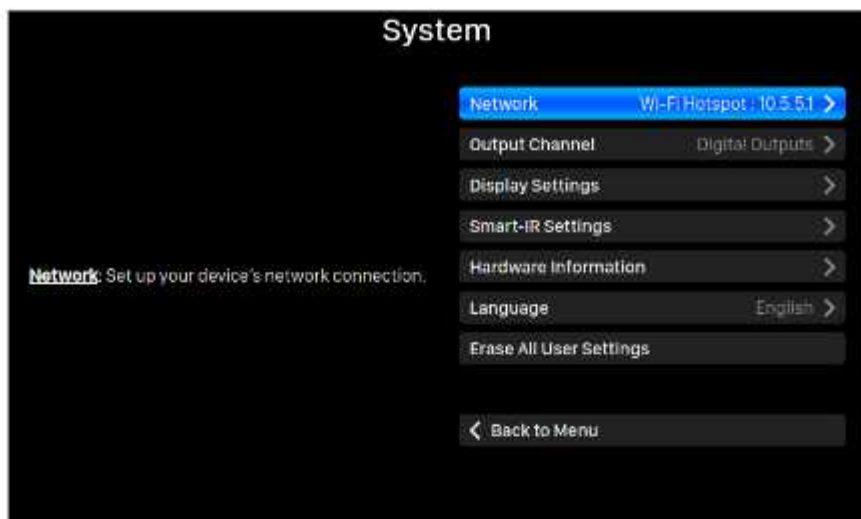 System
Network Wi-Fi Hotspot : 10.5.5.1
Output Channel Digital Outputs
Display Settings
Smart-IR Settings
Hardware Information
Network: Set up your device's network connection.
Language English
Erase All User Settings
Back to Menu